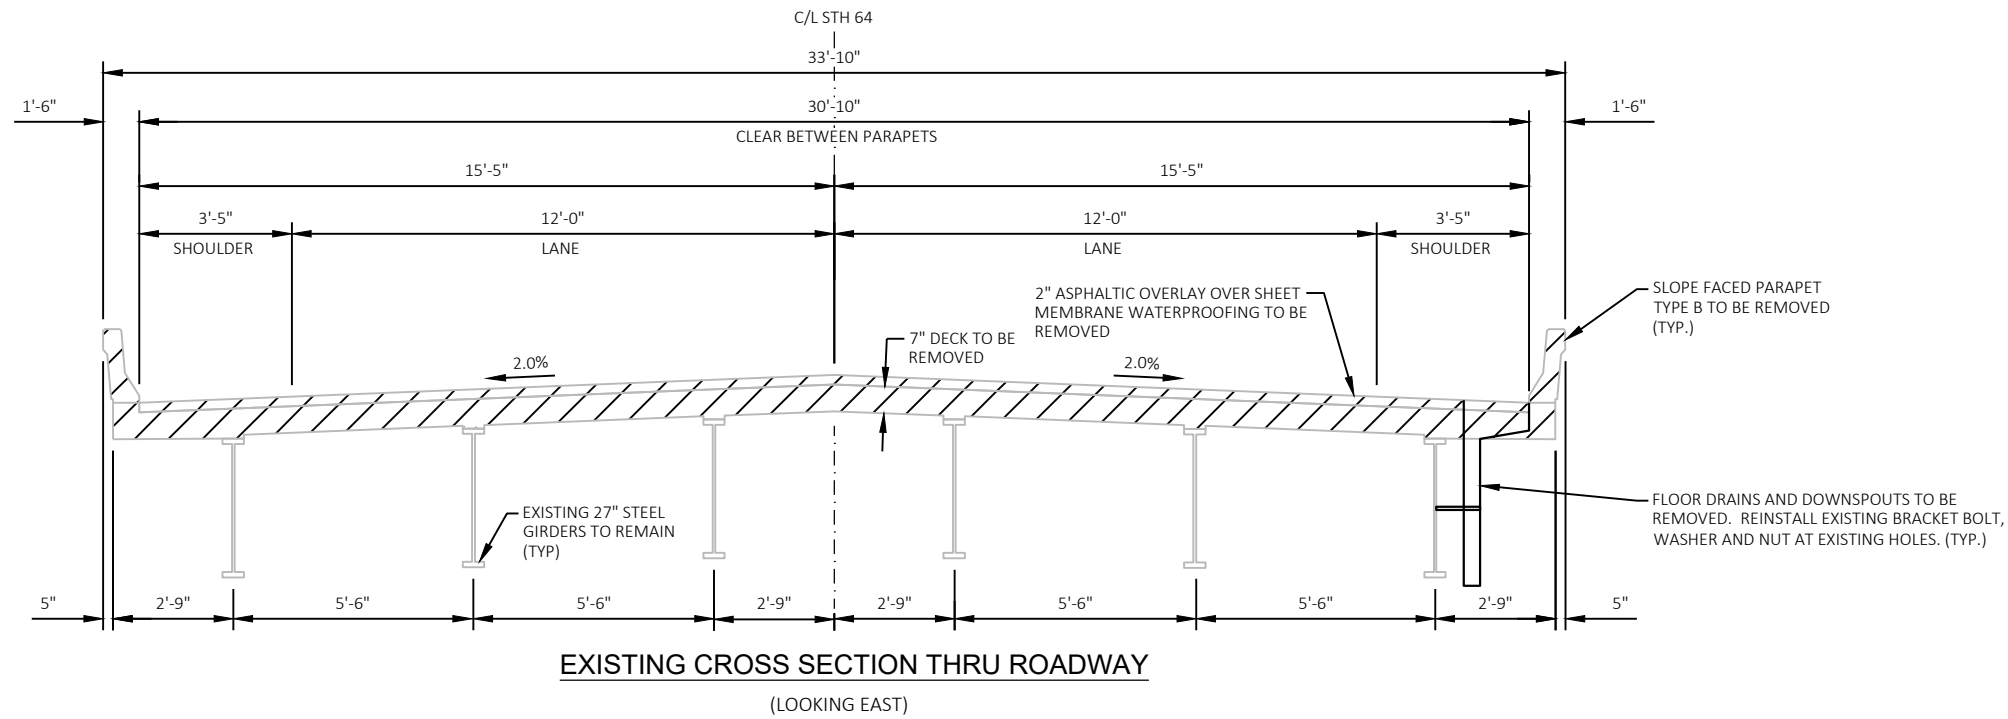 C/L STH 64
33'-10"
1'-6"
30'-10"
1'-6"
CLEAR BETWEEN PARAPETS
15'-5"
15'-5"
3'-5"
12'-0"
12'-0"
3'-5"
SHOULDER
LANE
LANE
SHOULDER
2" ASPHALTIC OVERLAY OVER SHEET
MEMBRANE WATERPROOFING TO BE
REMOVED
SLOPE FACED PARAPET
TYPE B TO BE REMOVED
(TYP.)
7" DECK TO BE
REMOVED
2.0%
2.0%
EXISTING 27" STEEL
GIRDERS TO REMAIN
(TYP)
FLOOR DRAINS AND DOWNSPOUTS TO BE
REMOVED. REINSTALL EXISTING BRACKET BOLT,
WASHER AND NUT AT EXISTING HOLES. (TYP.)
5"
2'-9"
5'-6"
5'-6"
2'-9"
2'-9"
5'-6"
5'-6"
2'-9"
5"
EXISTING CROSS SECTION THRU ROADWAY
(LOOKING EAST)